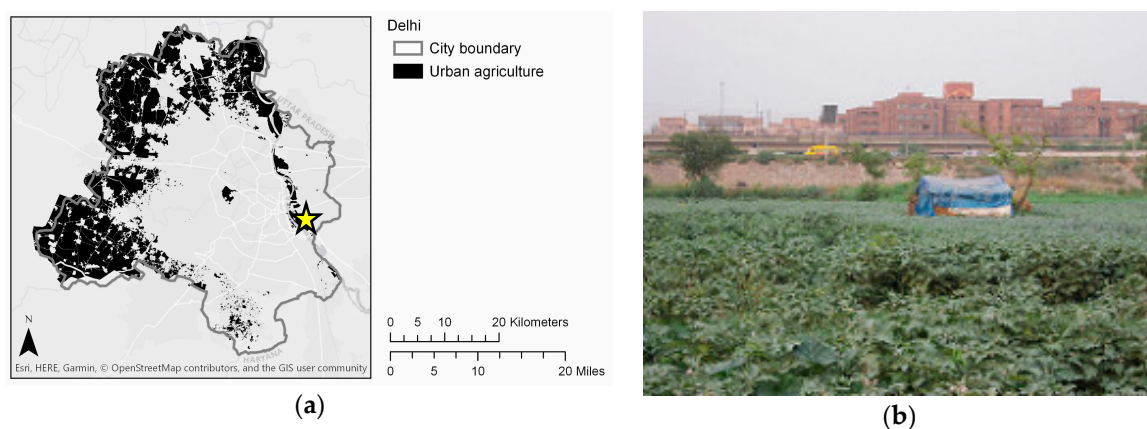 Delhi
City boundary
Urban agriculture
UTTAR PRADESH
N
HARYANA
Esri, HERE, Garmin, © OpenStreetMap contributors, and the GIS user community
0 5 10 20 Kilometers
0 5 10 20 Miles
(a)
(b)